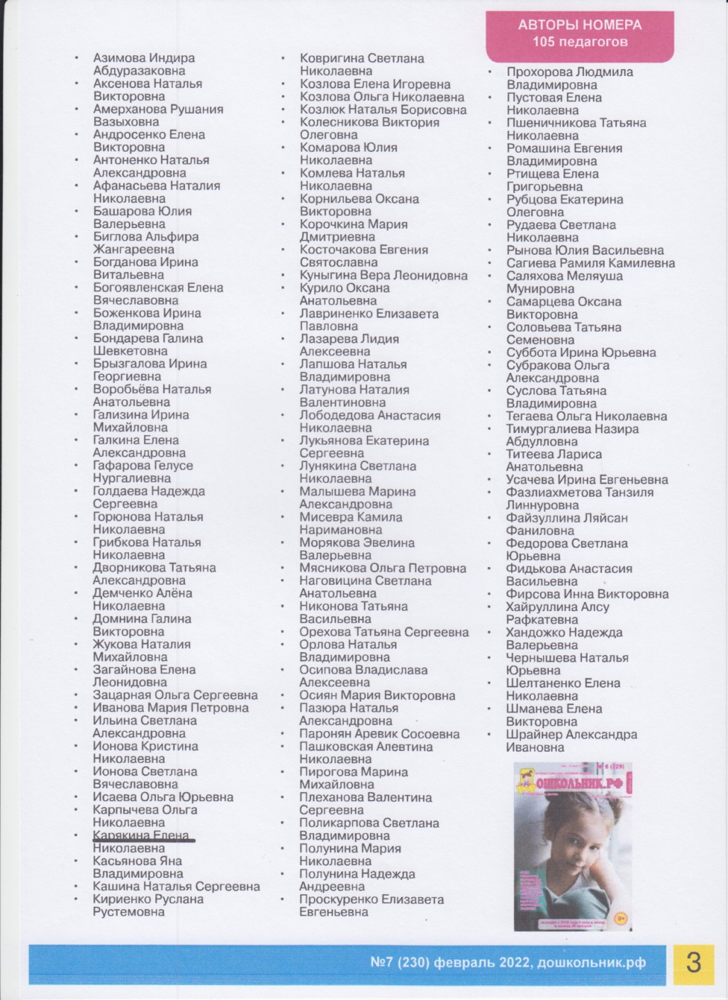 АВТОРЫ НОМЕРА
105 педагогов
• Азимова Индира
Абдуразаковна
• Аксенова Наталья
Викторовна
• Амерханова Рушания
Вазыховна
• Андросенко Елена
Викторовна
• Антоненко Наталья
Александровна
• Афанасьева Наталия
Николаевна
• Башарова Юлия
Валерьевна
• Биглова Альфира
Жангареевна
• Богданова Ирина
Витальевна
• Богоявленская Елена
Вячеславовна
• Боженкова Ирина
Владимировна
• Бондарева Галина
Шевкетовна
• Брызгалова Ирина
Георгиевна
• Воробьёва Наталья
Анатольевна
• Гализина Ирина
Михайловна
• Галкина Елена
Александровна
• Гафарова Гелусе
Нургалиевна
• Голдаева Надежда
Сергеевна
• Горюнова Наталья
Николаевна
• Грибкова Наталья
Николаевна
• Дворникова Татьяна
Александровна
• Демченко Алёна
Николаевна
• Домнина Галина
Викторовна
• Жукова Наталия
Михайловна
• Загайнова Елена
Леонидовна
• Зацарная Ольга Сергеевна
• Иванова Мария Петровна
• Ильина Светлана
Александровна
• Ионова Кристина
Николаевна
• Ионова Светлана
Вячеславовна
• Исаева Ольга Юрьевна
• Карпычева Ольга
Николаевна
• Карякина Елена
Николаевна
• Касьянова Яна
Владимировна
• Кашина Наталья Сергеевна
• Кириенко Руслана
Рустемовна
• Ковригина Светлана
Николаевна
• Козлова Елена Игоревна
• Козлова Ольга Николаевна
• Козлюк Наталья Борисовна
• Колесникова Виктория
Олеговна
• Комарова Юлия
Николаевна
• Комлева Наталья
Николаевна
• Корнильева Оксана
Викторовна
• Корочкина Мария
Дмитриевна
• Косточакова Евгения
Святославна
• Куныгина Вера Леонидовна
• Курило Оксана
Анатольевна
• Лавриненко Елизавета
Павловна
• Лазарева Лидия
Алексеевна
• Лапшова Наталья
Владимировна
• Латунова Наталия
Валентиновна
• Лободедова Анастасия
Николаевна
• Лукьянова Екатерина
Сергеевна
• Лунякина Светлана
Николаевна
• Малышева Марина
Александровна
• Мисевра Камила
Наримановна
• Морякова Эвелина
Валерьевна
• Мясникова Ольга Петровна
• Наговицина Светлана
Анатольевна
• Никонова Татьяна
Васильевна
• Орехова Татьяна Сергеевна
• Орлова Наталья
Владимировна
• Осипова Владислава
Алексеевна
• Осиян Мария Викторовна
• Пазюра Наталья
Александровна
• Паронян Аревик Сосоевна
• Пашковская Алевтина
Николаевна
• Пирогова Марина
Михайловна
• Плеханова Валентина
Сергеевна
• Поликарпова Светлана
Владимировна
• Полунина Мария
Николаевна
• Полунина Надежда
Андреевна
• Проскуренко Елизавета
Евгеньевна
• Прохорова Людмила
Владимировна
• Пустовая Елена
Николаевна
• Пшеничникова Татьяна
Николаевна
• Ромашина Евгения
Владимировна
• Ртищева Елена
Григорьевна
• Рубцова Екатерина
Олеговна
• Рудаева Светлана
Николаевна
• Рынова Юлия Васильевна
• Сагиева Рамиля Камилевна
• Саляхова Меляуша
Мунировна
• Самарцева Оксана
Викторовна
• Соловьева Татьяна
Семеновна
• Суббота Ирина Юрьевна
• Субракова Ольга
Александровна
• Суслова Татьяна
Владимировна
• Тегаева Ольга Николаевна
• Тимургалиева Назира
Абдулловна
• Титеева Лариса
Анатольевна
• Усачева Ирина Евгеньевна
• Фазлиахметова Танзиля
Линнуровна
• Файзуллина Ляйсан
Фаниловна
• Федорова Светлана
Юрьевна
• Фидькова Анастасия
Васильевна
• Фирсова Инна Викторовна
• Хайруллина Алсу
Рафкатевна
• Хандожко Надежда
Валерьевна
• Чернышева Наталья
Юрьевна
• Шелтаненко Елена
Николаевна
• Шманева Елена
Викторовна
• Шрайнер Александра
Ивановна
№ 6 (229)
ОШКОЛЬНИК.РФ
0+
№7 (230) февраль 2022, дошкольник.рф
3